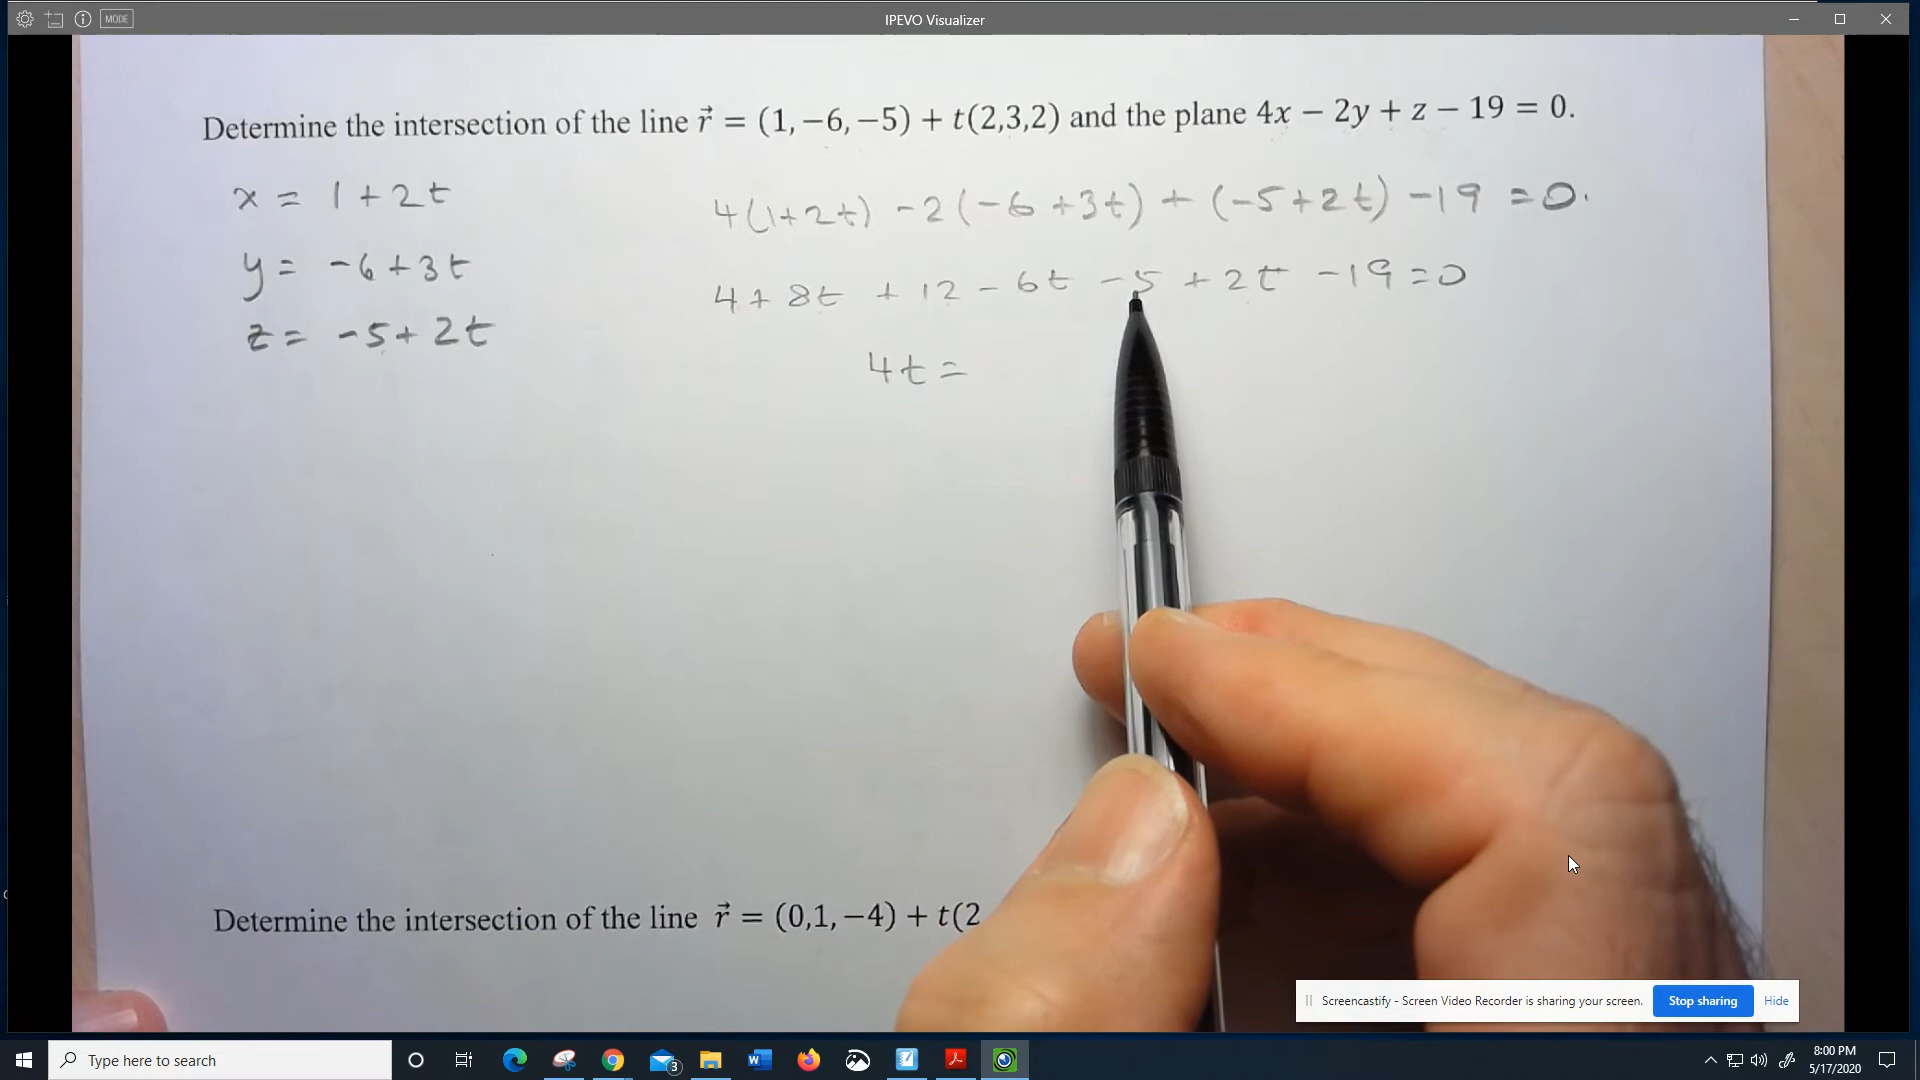 MODE
IPEVO Visualizer
Determine the intersection of the line r⃗ = (1, −6, −5) + t(2,3,2) and the plane 4x − 2y + z − 19 = 0.
x = 1 + 2t
4(1+2t) -2(-6+3t) + (-5+2t) -19 = 0.
y = -6+3t
4 + 8t + 12 - 6t -5 + 2t -19 = 0
z = -5+2t
4t =
Determine the intersection of the line r⃗ = (0,1, −4) + t(2
Screencastify - Screen Video Recorder is sharing your screen.
Stop sharing
Hide
Type here to search
3
8:00 PM
5/17/2020